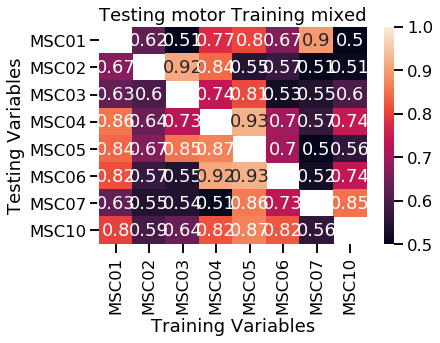 Testing motor Training mixed
MSC01 0.62 0.51 0.77 0.8 0.67 0.9 0.5
MSC02 0.67 0.92 0.84 0.55 0.57 0.51 0.51
MSC03 0.63 0.6 0.74 0.81 0.53 0.55 0.6
MSC04 0.86 0.64 0.73 0.93 0.7 0.57 0.74
MSC05 0.84 0.67 0.85 0.87 0.7 0.5 0.56
MSC06 0.82 0.57 0.55 0.92 0.93 0.52 0.74
MSC07 0.63 0.55 0.54 0.51 0.86 0.73 0.85
MSC10 0.8 0.59 0.64 0.82 0.87 0.82 0.56
MSC01 MSC02 MSC03 MSC04 MSC05 MSC06 MSC07 MSC10
Training Variables
Testing Variables
1.0
0.9
0.8
0.7
0.6
0.5